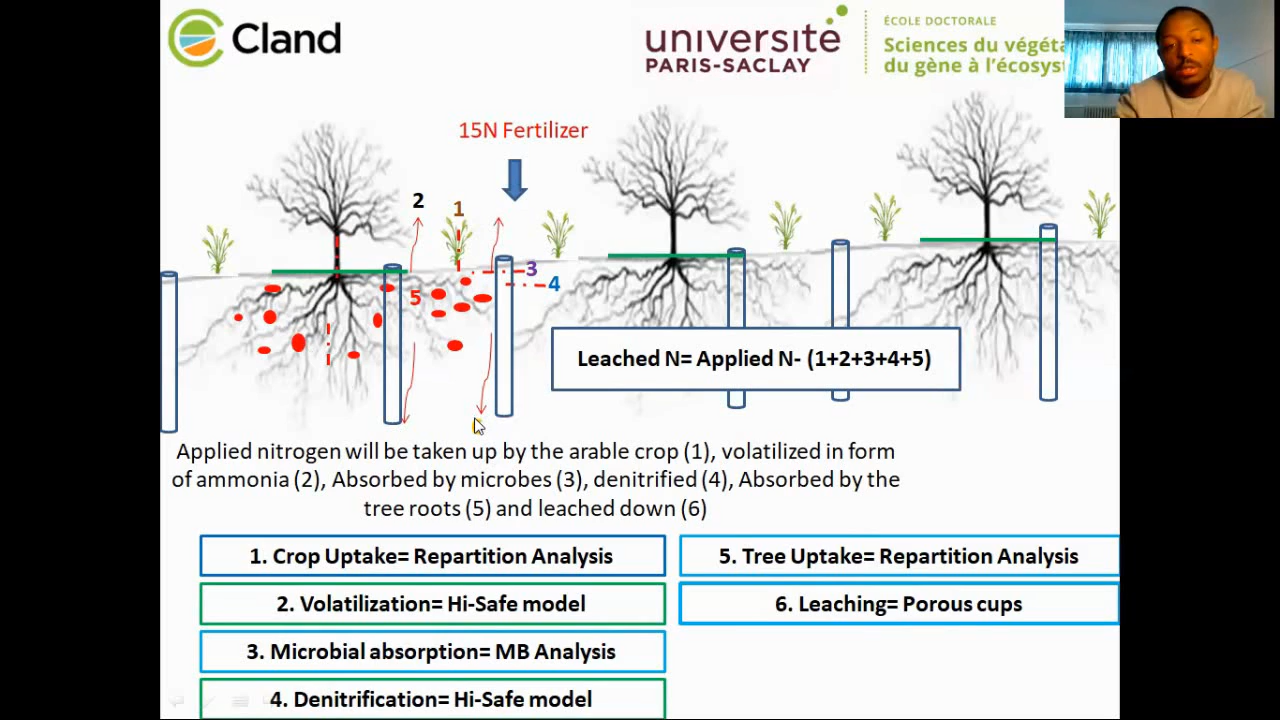 Cland
université
PARIS-SACLAY
ÉCOLE DOCTORALE
Sciences du végéta
du gène à l'écosyst
15N Fertilizer
2
1
3
4
5
Leached N= Applied N- (1+2+3+4+5)
Applied nitrogen will be taken up by the arable crop (1), volatilized in form
of ammonia (2), Absorbed by microbes (3), denitrified (4), Absorbed by the
tree roots (5) and leached down (6)
1. Crop Uptake= Repartition Analysis
5. Tree Uptake= Repartition Analysis
2. Volatilization= Hi-Safe model
6. Leaching= Porous cups
3. Microbial absorption= MB Analysis
4. Denitrification= Hi-Safe model